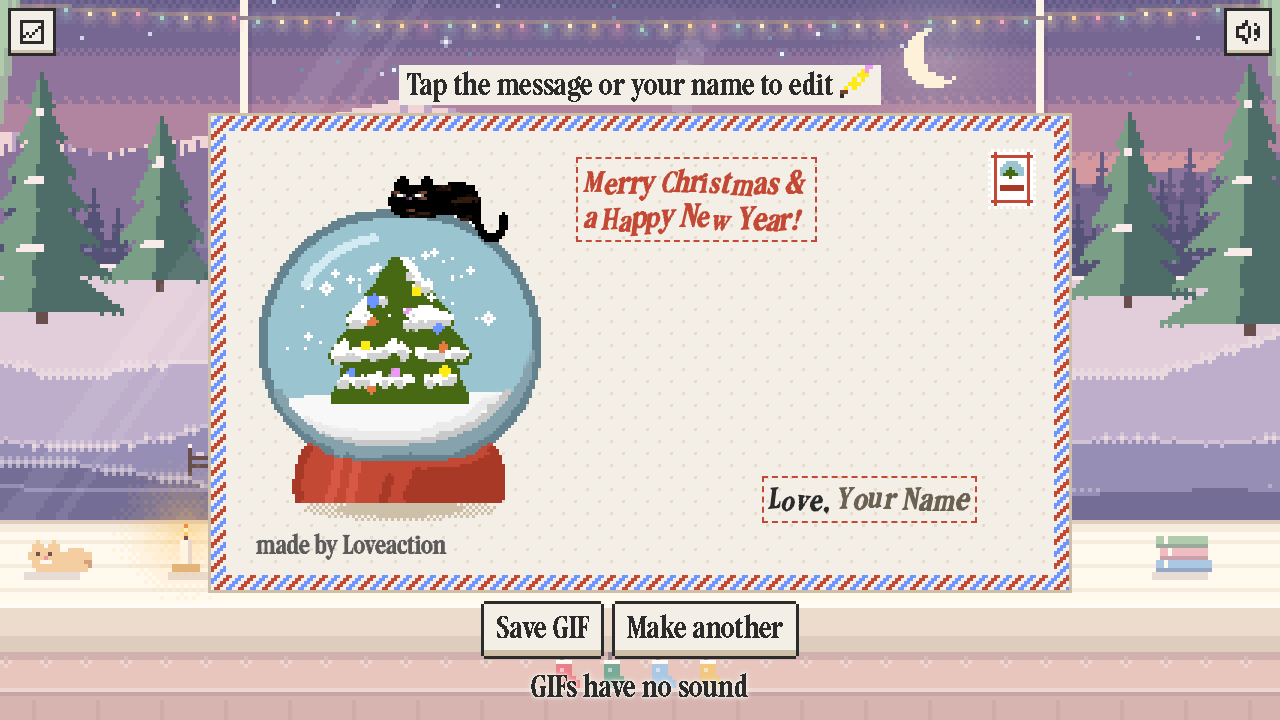 Tap the message or your name to edit
Merry Christmas &
a Happy New Year!
Love, Your Name
made by Loveaction
Save GIF
Make another
GIFs have no sound